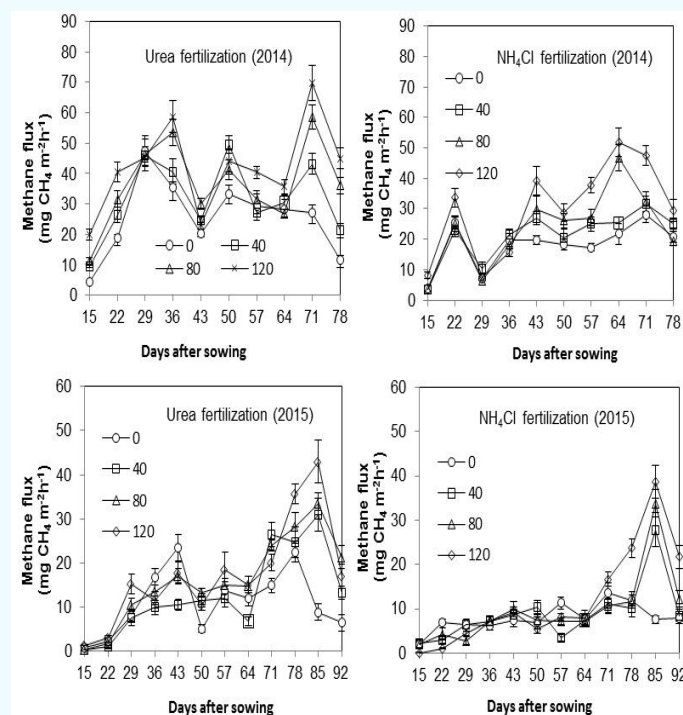 Urea fertilization (2014)
Methane flux
(mg CH₄ m⁻²h⁻¹)
90
80
70
60
50
40
30
20
10
0
0 40
80 120
15 22 29 36 43 50 57 64 71 78
Days after sowing
NH₄Cl fertilization (2014)
Methane flux
(mg CH₄ m⁻²h⁻¹)
90
80
70
60
50
40
30
20
10
0
0
40
80
120
15 22 29 36 43 50 57 64 71 78
Days after sowing
Urea fertilization (2015)
Methane flux
(mg CH₄ m⁻²h⁻¹)
60
50
40
30
20
10
0
0
40
80
120
15 22 29 36 43 50 57 64 71 78 85 92
Days after sowing
NH₄Cl fertilization (2015)
Methane flux
(mg CH₄ m⁻²h⁻¹)
60
50
40
30
20
10
0
0
40
80
120
15 22 29 36 43 50 57 64 71 78 85 92
Days after sowing